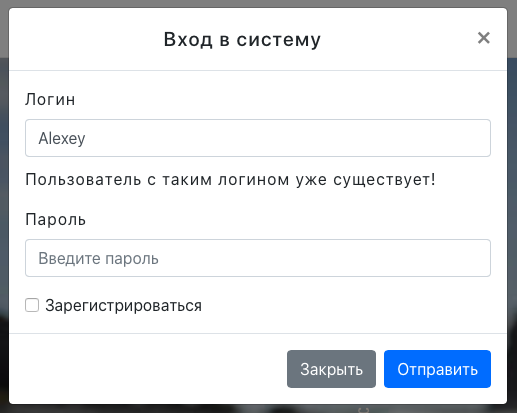 Вход в систему
×
Логин
Alexey
Пользователь с таким логином уже существует!
Пароль
Введите пароль
Зарегистрироваться
Закрыть Отправить